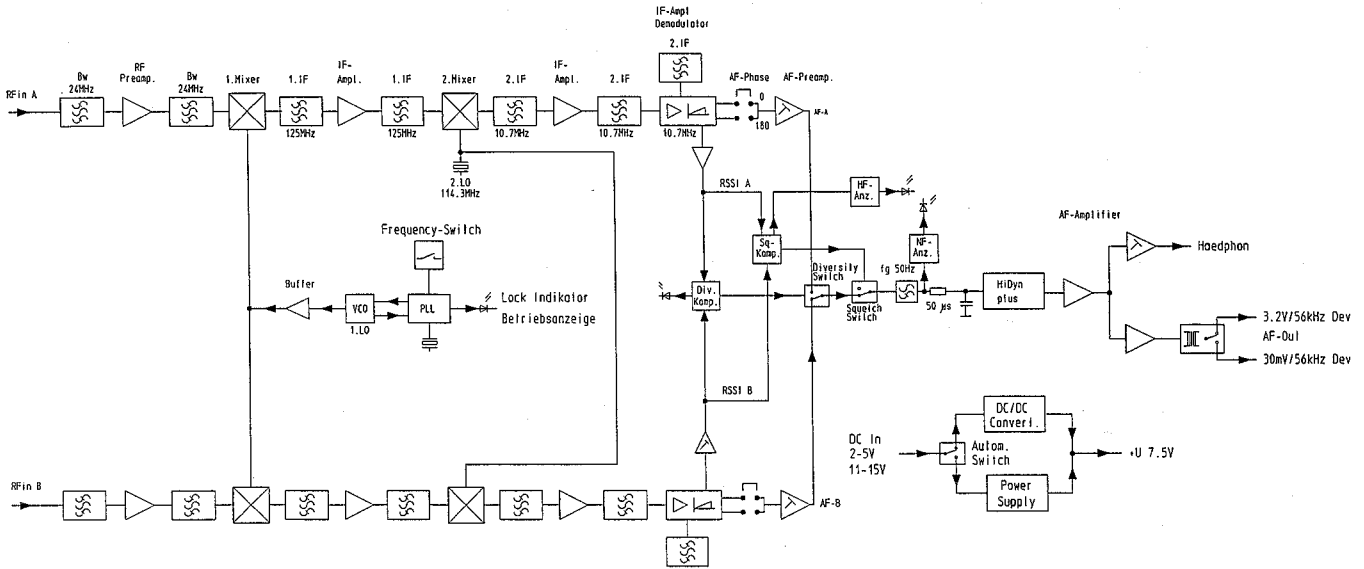 IF-Ampl
Demodulator
2.IF
RFin A
Bw
24MHz
RF
Preamp.
Bw
24MHz
1.Mixer
1.IF
125MHz
IF-
Ampl.
1.IF
125MHz
2.Mixer
2.IF
10.7MHz
IF-
Ampl.
2.IF
10.7MHz
10.7MHz
AF-Phase
0
180
AF-Preamp.
AF-A
2.LO
114.3MHz
RSSI A
HF-
Anz.
Sq-
Komp.
NF-
Anz.
AF-Amplifier
Haedphon
Frequency-Switch
Buffer
VCO
1.LO
PLL
Lock Indikator
Betriebsanzeige
Div.
Komp.
Diversity
Switch
Squelch
Switch
fg 50Hz
50 µs
HiDyn
plus
3.2V/56kHz Dev
AF-Out
30mV/56kHz Dev
RSSI B
DC In
2-5V
11-15V
Autom.
Switch
DC/DC
Convert.
Power
Supply
+U 7.5V
RFin B
AF-B